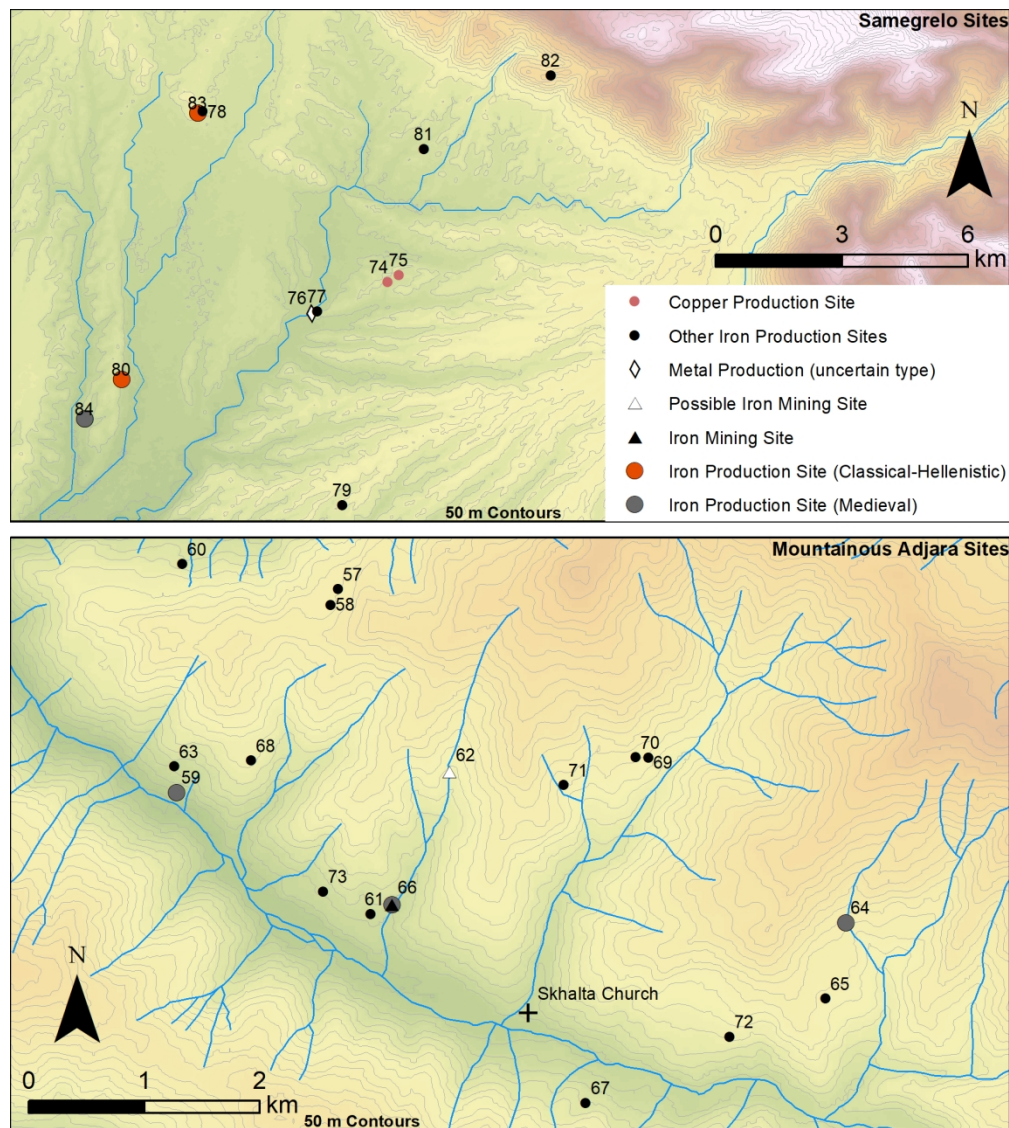 Samegrelo Sites
82
83
78
81
N
0 3 6
km
74 75
76 77
80
84
79
Copper Production Site
Other Iron Production Sites
Metal Production (uncertain type)
Possible Iron Mining Site
Iron Mining Site
Iron Production Site (Classical-Hellenistic)
Iron Production Site (Medieval)
50 m Contours
Mountainous Adjara Sites
60
57
58
63
68
59
62
70
69
71
73
61
66
64
65
72
67
Skhalta Church
N
0 1 2
km
50 m Contours